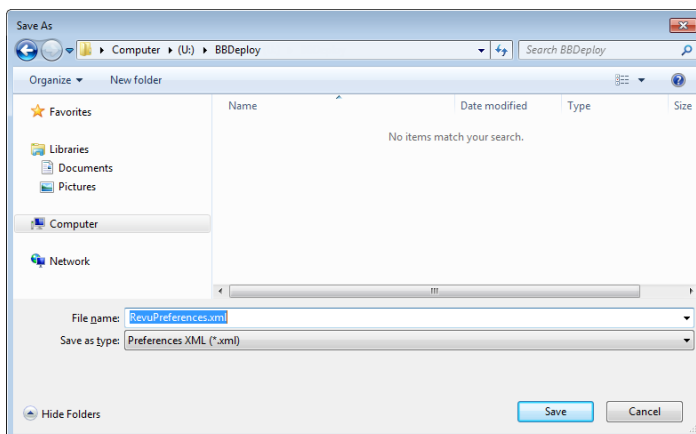 Save As
Computer (U:) BBDeploy
Search BBDeploy
Organize New folder
Name Date modified Type Size
No items match your search.
Favorites
Libraries
Documents
Pictures
Computer
Network
File name: RevuPreferences.xml
Save as type: Preferences XML (*.xml)
Hide Folders
Save Cancel